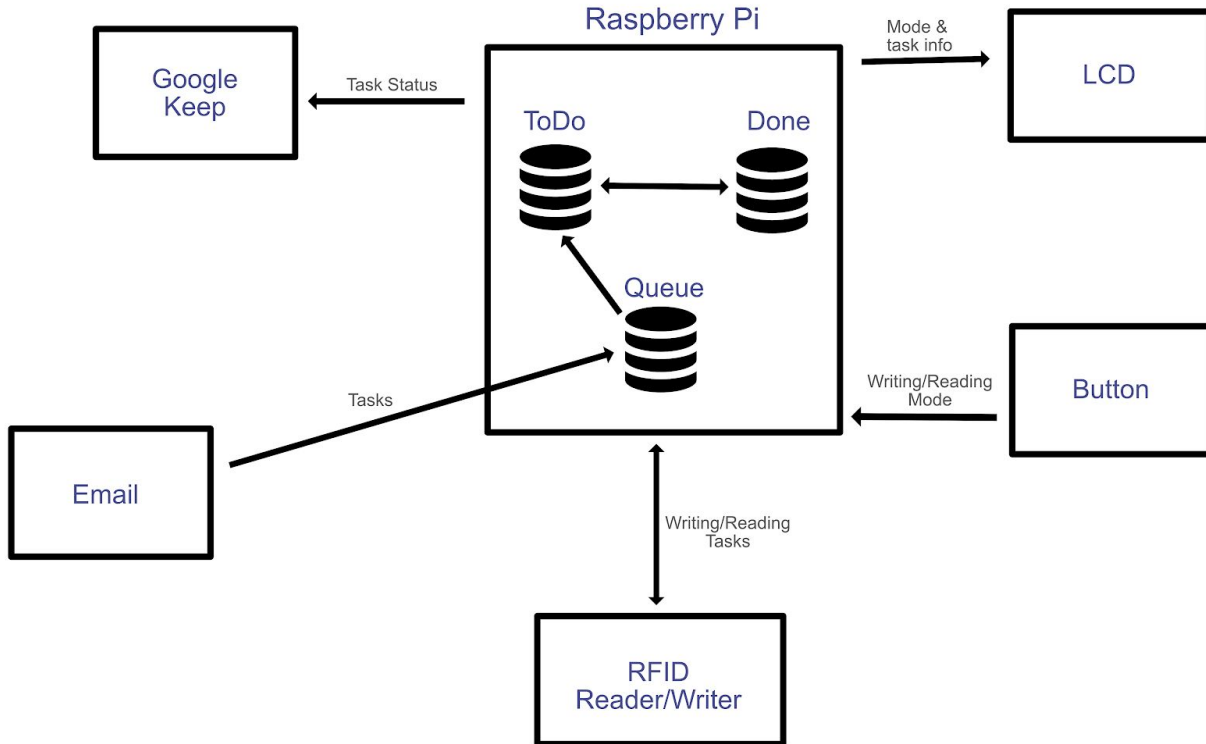 Raspberry Pi
Google
Keep
Task Status
Mode &
task info
LCD
ToDo
Done
Queue
Tasks
Email
Writing/Reading
Mode
Button
Writing/Reading
Tasks
RFID
Reader/Writer